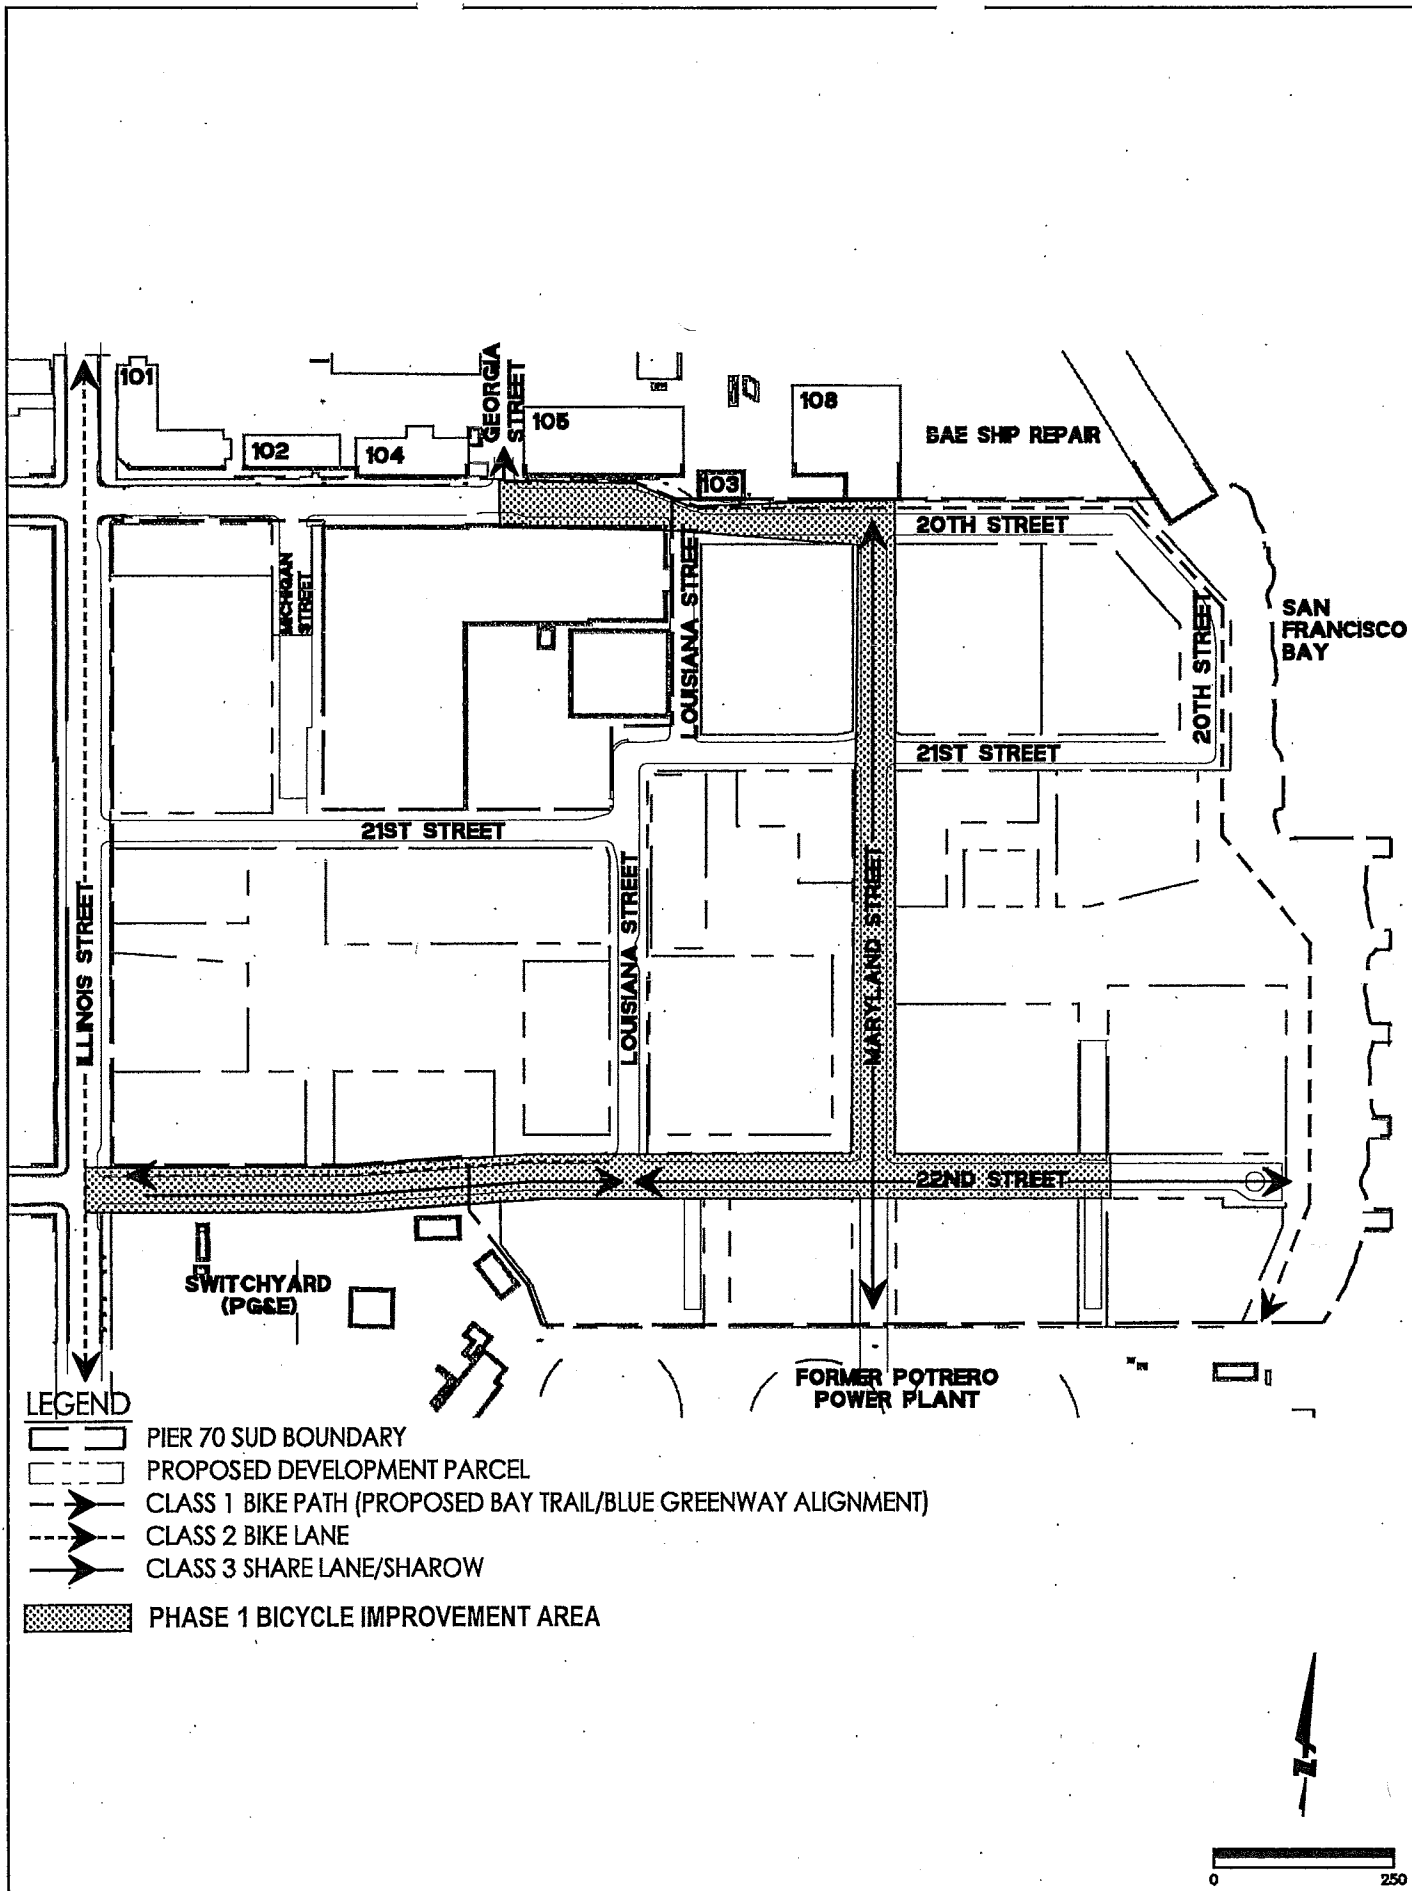 GEORGIA
STREET
101
102
104
105
108
103
BAE SHIP REPAIR
20TH STREET
MICHIGAN
STREET
LOUISIANA STREET
20TH STREET
SAN
FRANCISCO
BAY
21ST STREET
21ST STREET
ILLINOIS STREET
LOUISIANA STREET
MARYLAND STREET
22ND STREET
SWITCHYARD
(PG&E)
FORMER POTRERO
POWER PLANT
LEGEND
PIER 70 SUD BOUNDARY
PROPOSED DEVELOPMENT PARCEL
CLASS 1 BIKE PATH (PROPOSED BAY TRAIL/BLUE GREENWAY ALIGNMENT)
CLASS 2 BIKE LANE
CLASS 3 SHARE LANE/SHAROW
PHASE 1 BICYCLE IMPROVEMENT AREA
Z
0 250